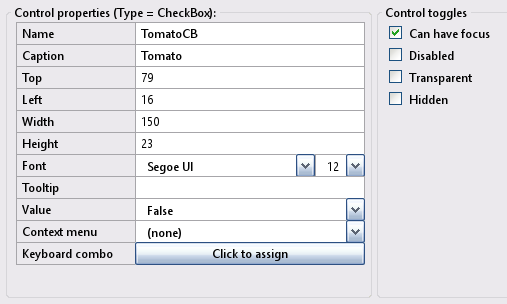 Control properties (Type = CheckBox):
Name TomatoCB
Caption Tomato
Top 79
Left 16
Width 150
Height 23
Font Segoe UI 12
Tooltip
Value False
Context menu (none)
Keyboard combo Click to assign
Control toggles
Can have focus
Disabled
Transparent
Hidden